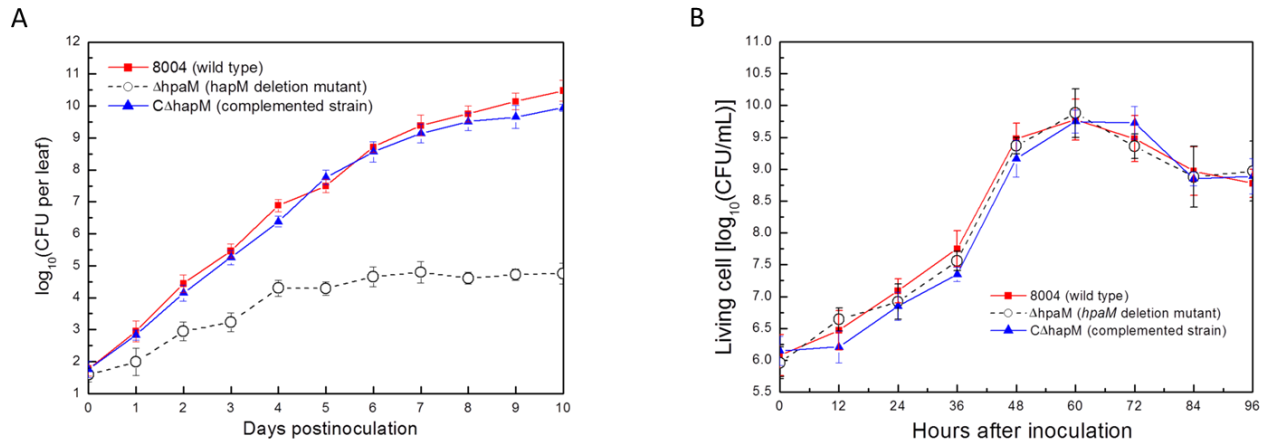 A
12
11
10
9
8
7
6
5
4
3
2
1
log10(CFU per leaf)
8004 (wild type)
ΔhpaM (hapM deletion mutant)
CΔhapM (complemented strain)
0 1 2 3 4 5 6 7 8 9 10
Days postinoculation
B
11.0
10.5
10.0
9.5
9.0
8.5
8.0
7.5
7.0
6.5
6.0
5.5
Living cell [log10(CFU/mL)]
8004 (wild type)
ΔhpaM (hpaM deletion mutant)
CΔhapM (complemented strain)
0 12 24 36 48 60 72 84 96
Hours after inoculation